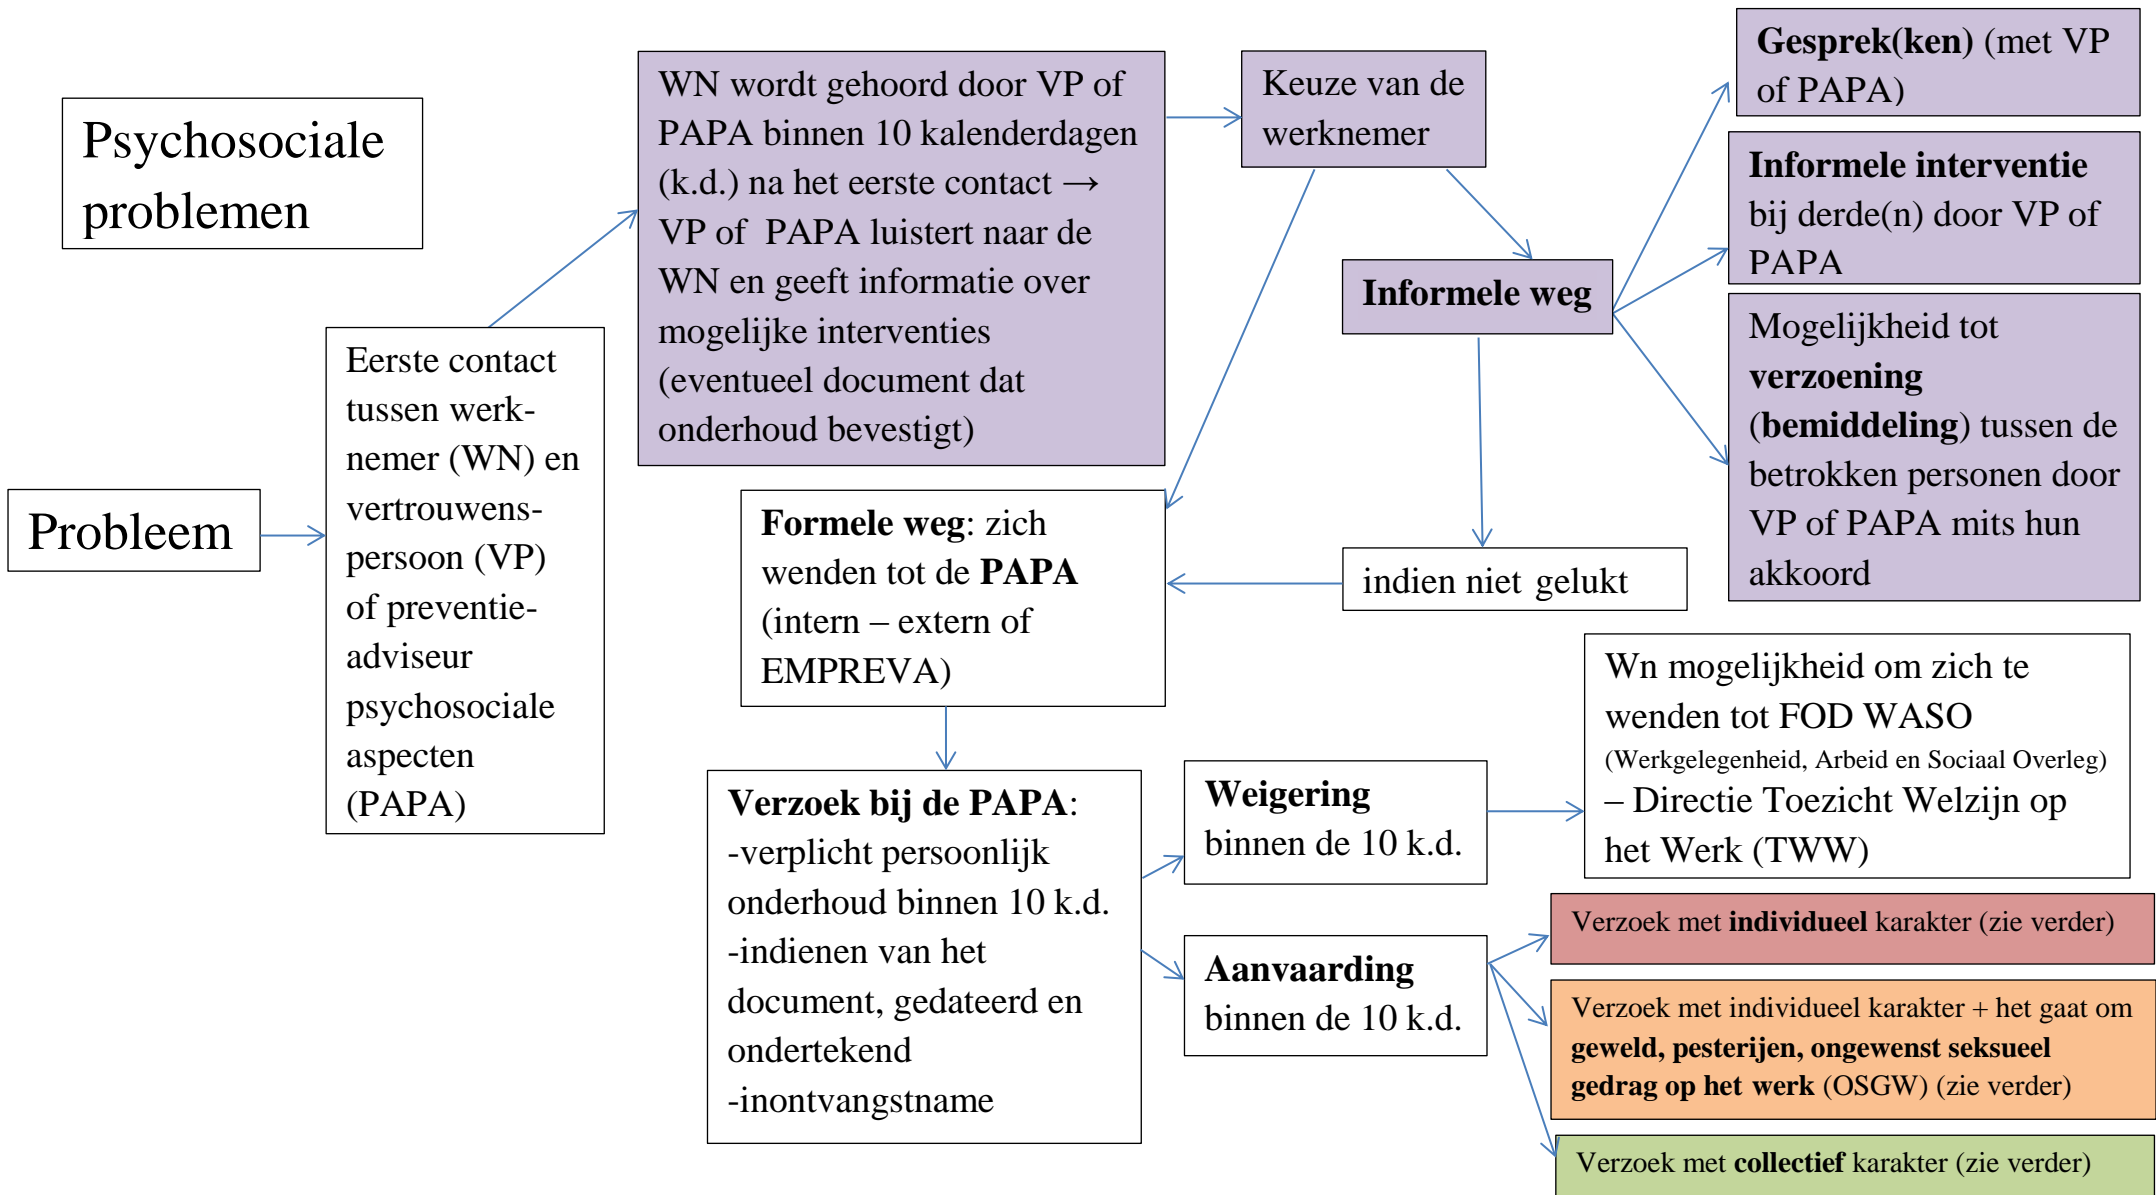 Psychosociale
problemen
Probleem
Eerste contact
tussen werk-
nemer (WN) en
vertrouwens-
persoon (VP)
of preventie-
adviseur
psychosociale
aspecten
(PAPA)
WN wordt gehoord door VP of
PAPA binnen 10 kalenderdagen
(k.d.) na het eerste contact →
VP of PAPA luistert naar de
WN en geeft informatie over
mogelijke interventies
(eventueel document dat
onderhoud bevestigt)
Keuze van de
werknemer
Informele weg
Gesprek(ken) (met VP
of PAPA)
Informele interventie
bij derde(n) door VP of
PAPA
Mogelijkheid tot
verzoening
(bemiddeling) tussen de
betrokken personen door
VP of PAPA mits hun
akkoord
indien niet gelukt
Formele weg: zich
wenden tot de PAPA
(intern – extern of
EMPREVA)
Verzoek bij de PAPA:
-verplicht persoonlijk
onderhoud binnen 10 k.d.
-indienen van het
document, gedateerd en
ondertekend
-inontvangstname
Weigering
binnen de 10 k.d.
Wn mogelijkheid om zich te
wenden tot FOD WASO
(Werkgelegenheid, Arbeid en Sociaal Overleg)
– Directie Toezicht Welzijn op
het Werk (TWW)
Aanvaarding
binnen de 10 k.d.
Verzoek met individueel karakter (zie verder)
Verzoek met individueel karakter + het gaat om
geweld, pesterijen, ongewenst seksueel
gedrag op het werk (OSGW) (zie verder)
Verzoek met collectief karakter (zie verder)